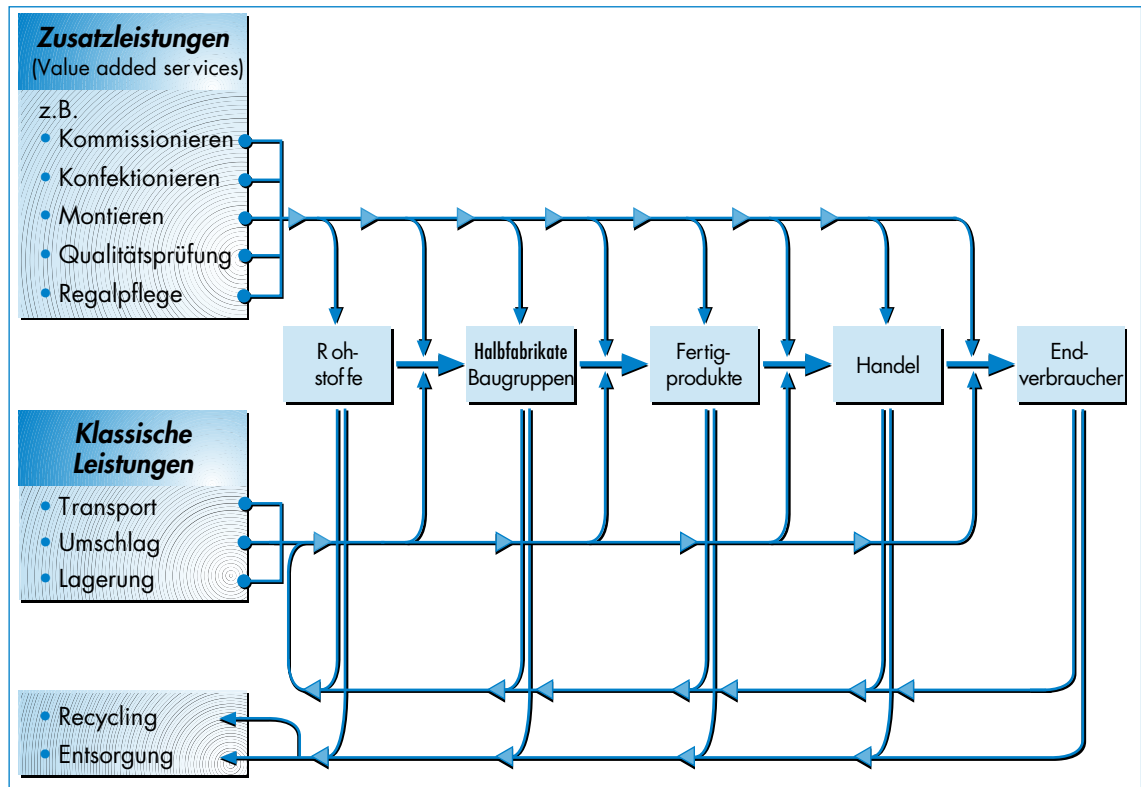 Zusatzleistungen
(Value added services)
z.B.
• Kommissionieren
• Konfektionieren
• Montieren
• Qualitätsprüfung
• Regalpflege
Roh-
stoffe
Halbfabrikate
Baugruppen
Fertig-
produkte
Handel
End-
verbraucher
Klassische
Leistungen
• Transport
• Umschlag
• Lagerung
• Recycling
• Entsorgung